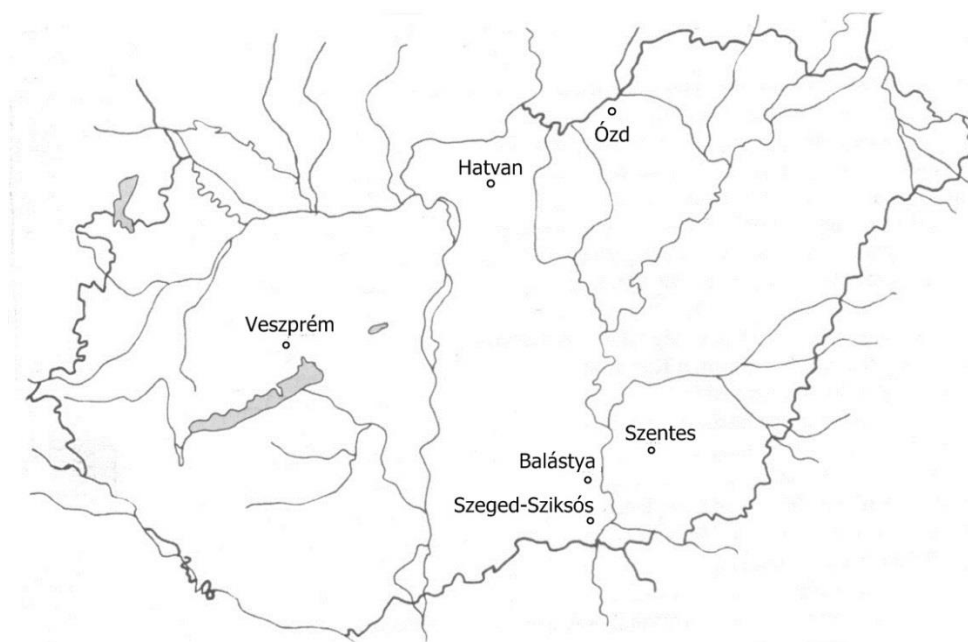 Ózd
Hatvan
Veszprém
Szentes
Balástya
Szeged-Sziksós